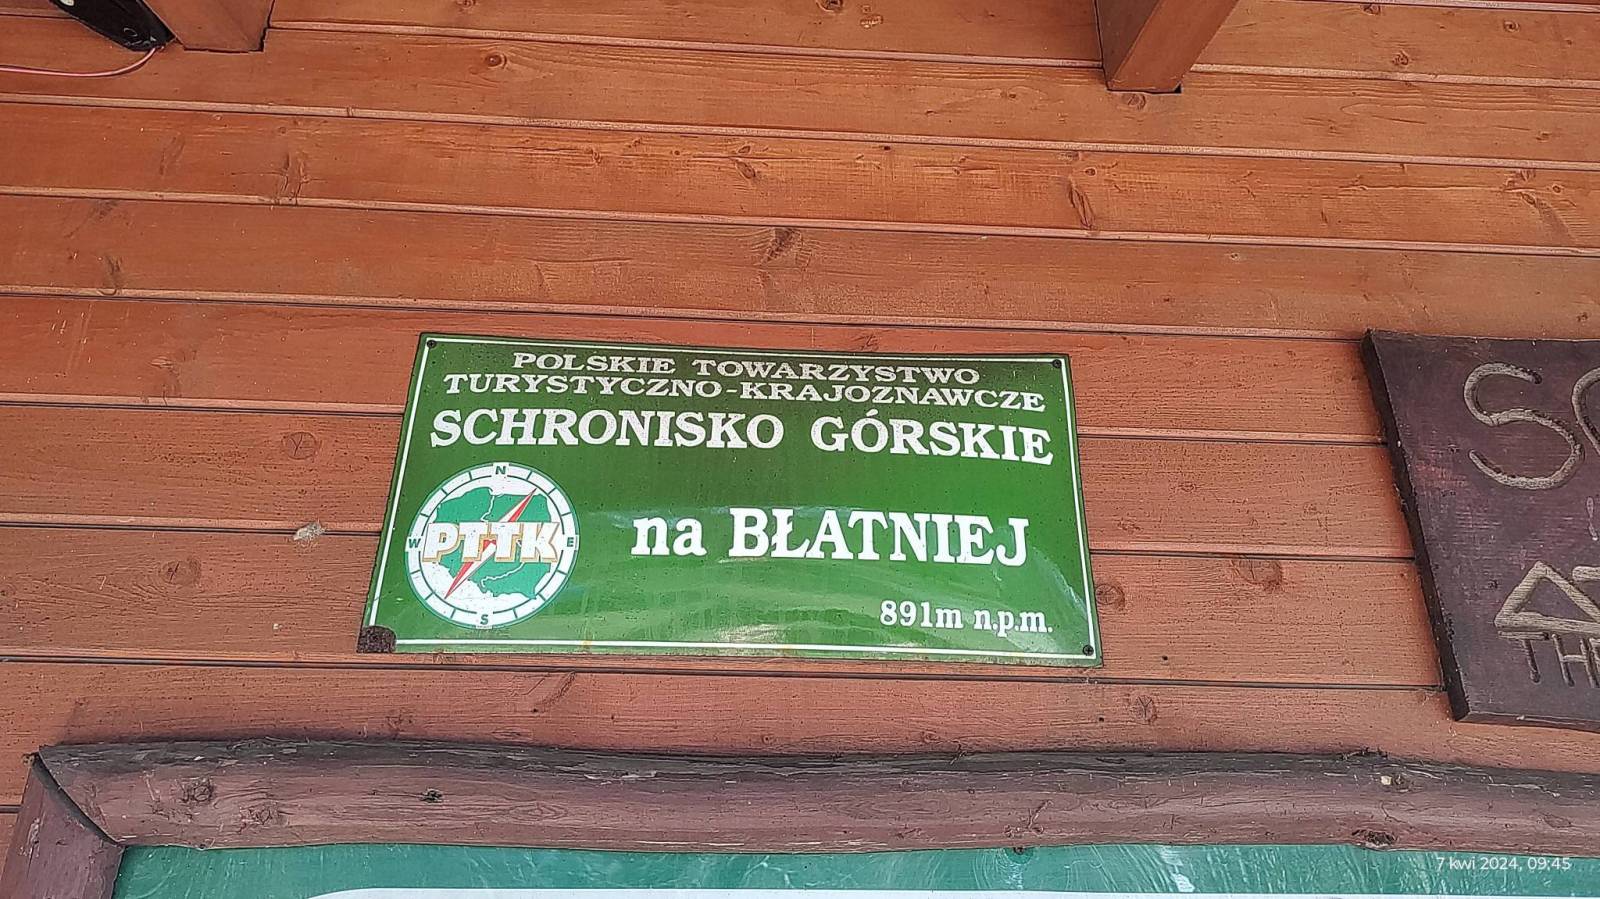 POLSKIE TOWARZYSTWO
TURYSTYCZNO-KRAJOZNAWCZE
SCHRONISKO GÓRSKIE
N
W PTTK E
S
na BŁATNIEJ
891m n.p.m.
7 kwi 2024, 09:45